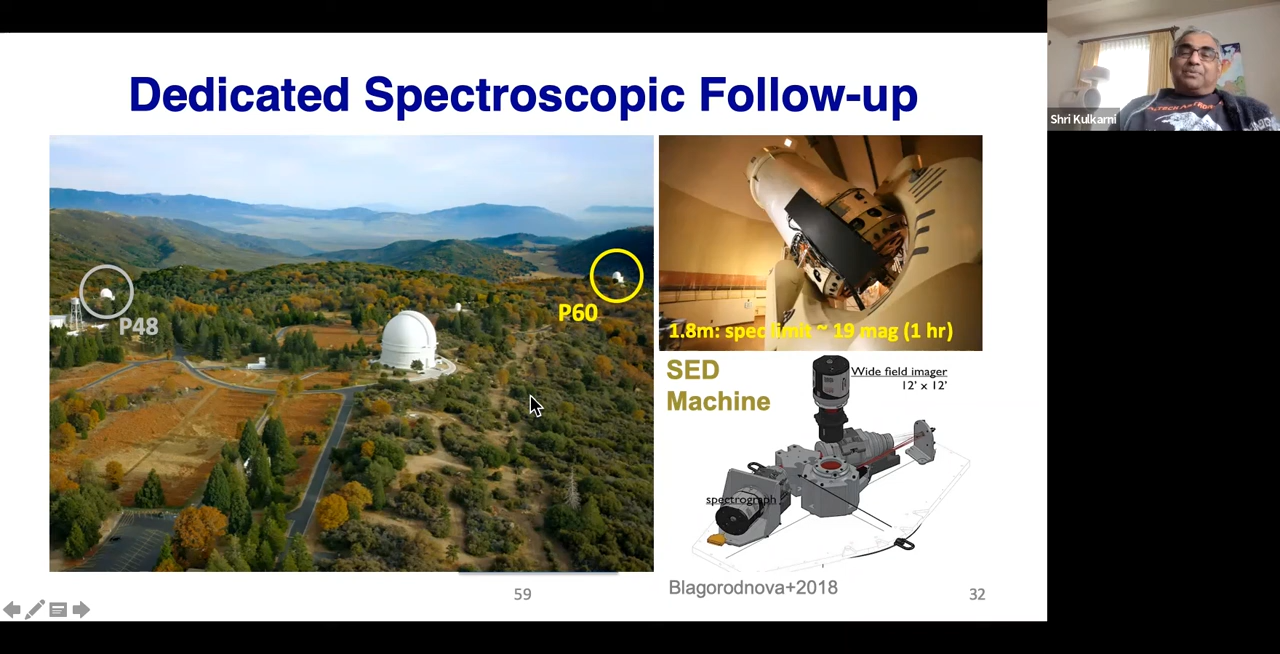 Dedicated Spectroscopic Follow-up
P48
P60
1.8m: spec limit ~ 19 mag (1 hr)
SED
Machine
Wide field imager
12' x 12'
spectrograph
Blagorodnova+2018
59
32
Shri Kulkarni